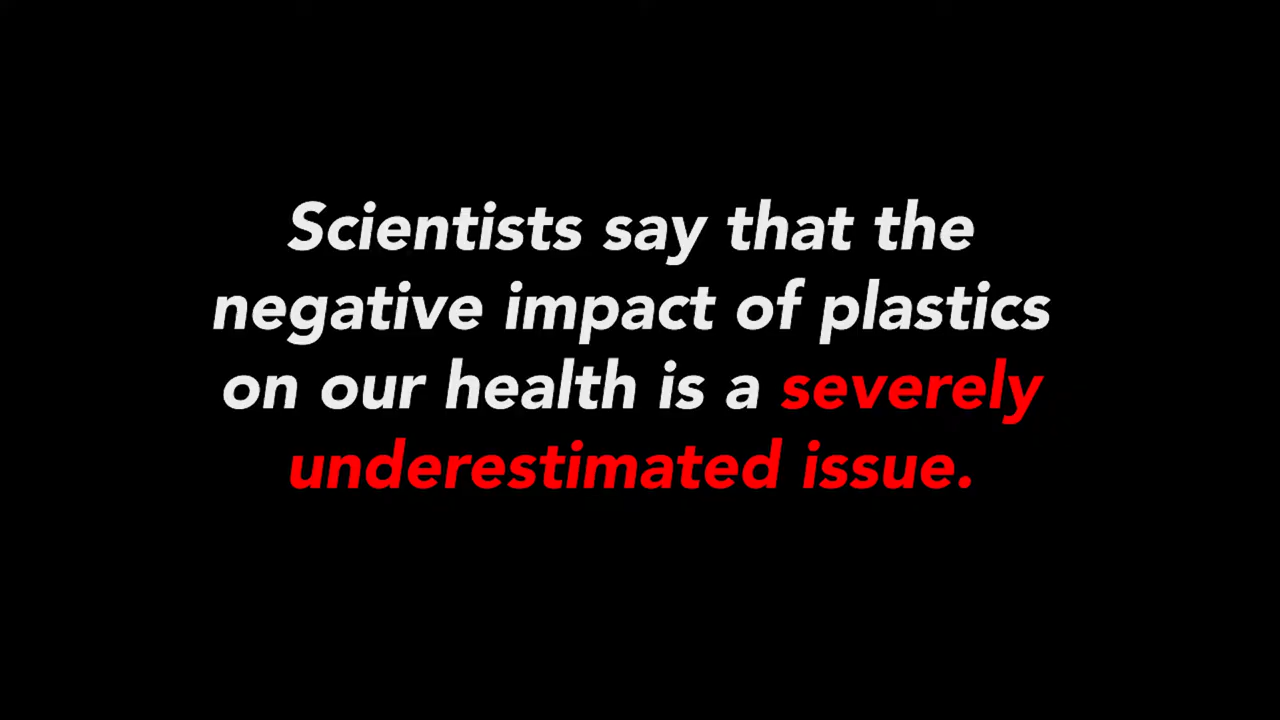 Scientists say that the
negative impact of plastics
on our health is a severely
underestimated issue.